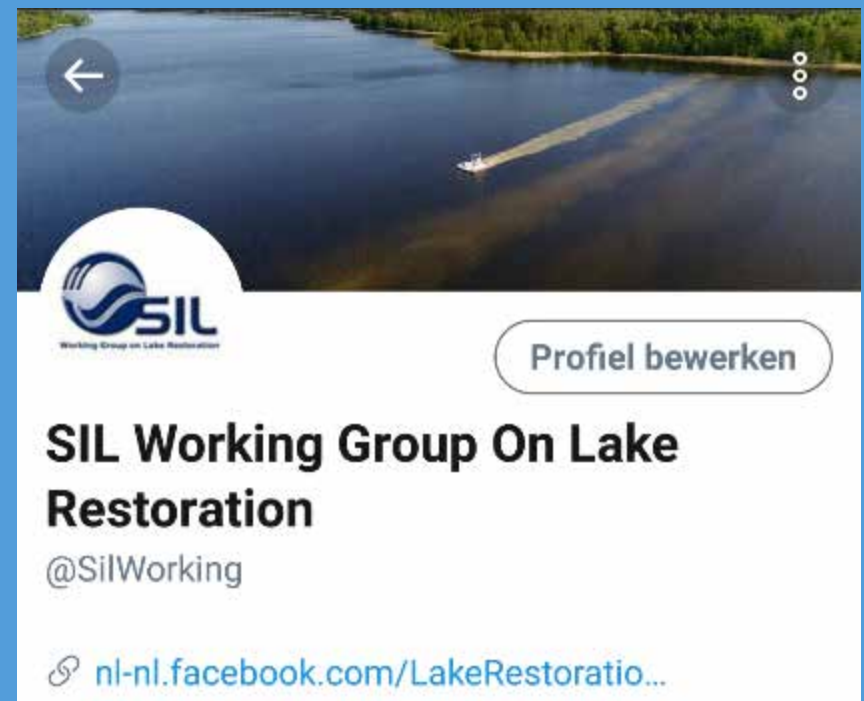 SIL
Working Group on Lake Restoration
Profiel bewerken
SIL Working Group On Lake
Restoration
@SilWorking
nl-nl.facebook.com/LakeRestoratio...